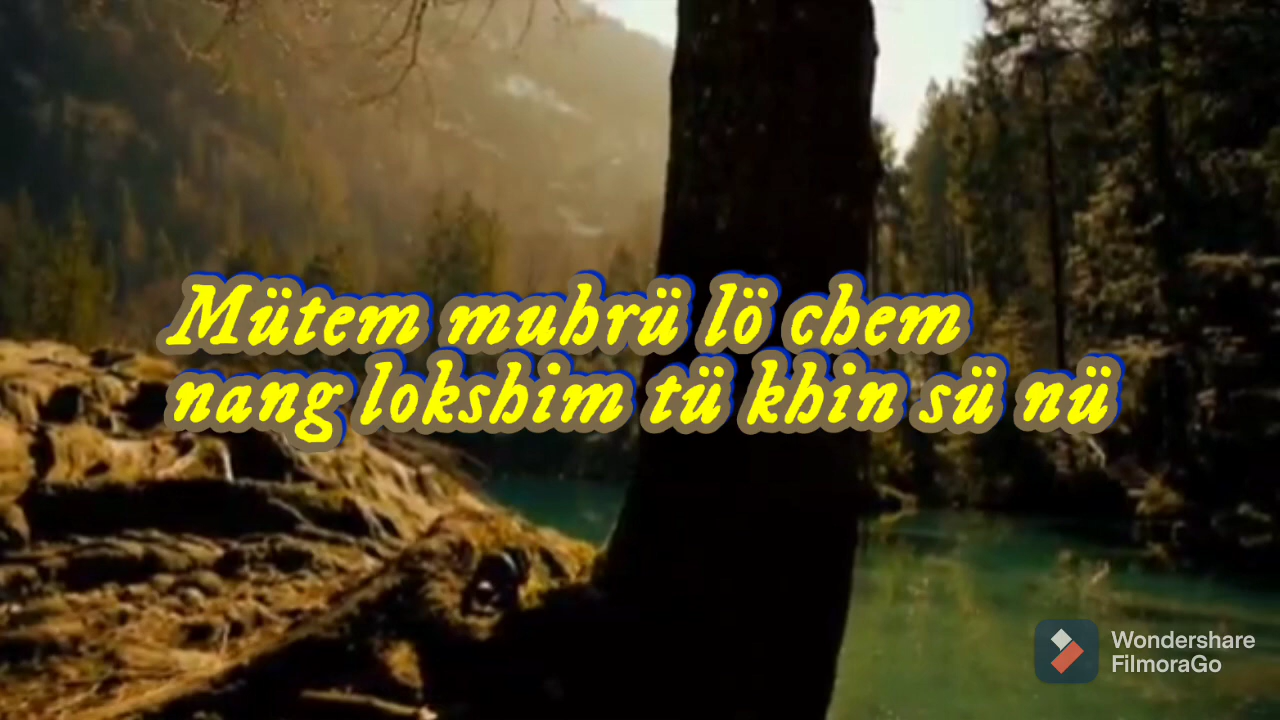 Mütem muhrü lö chem
nang lokshim tü khin sü nü
Wondershare
FilmoraGo